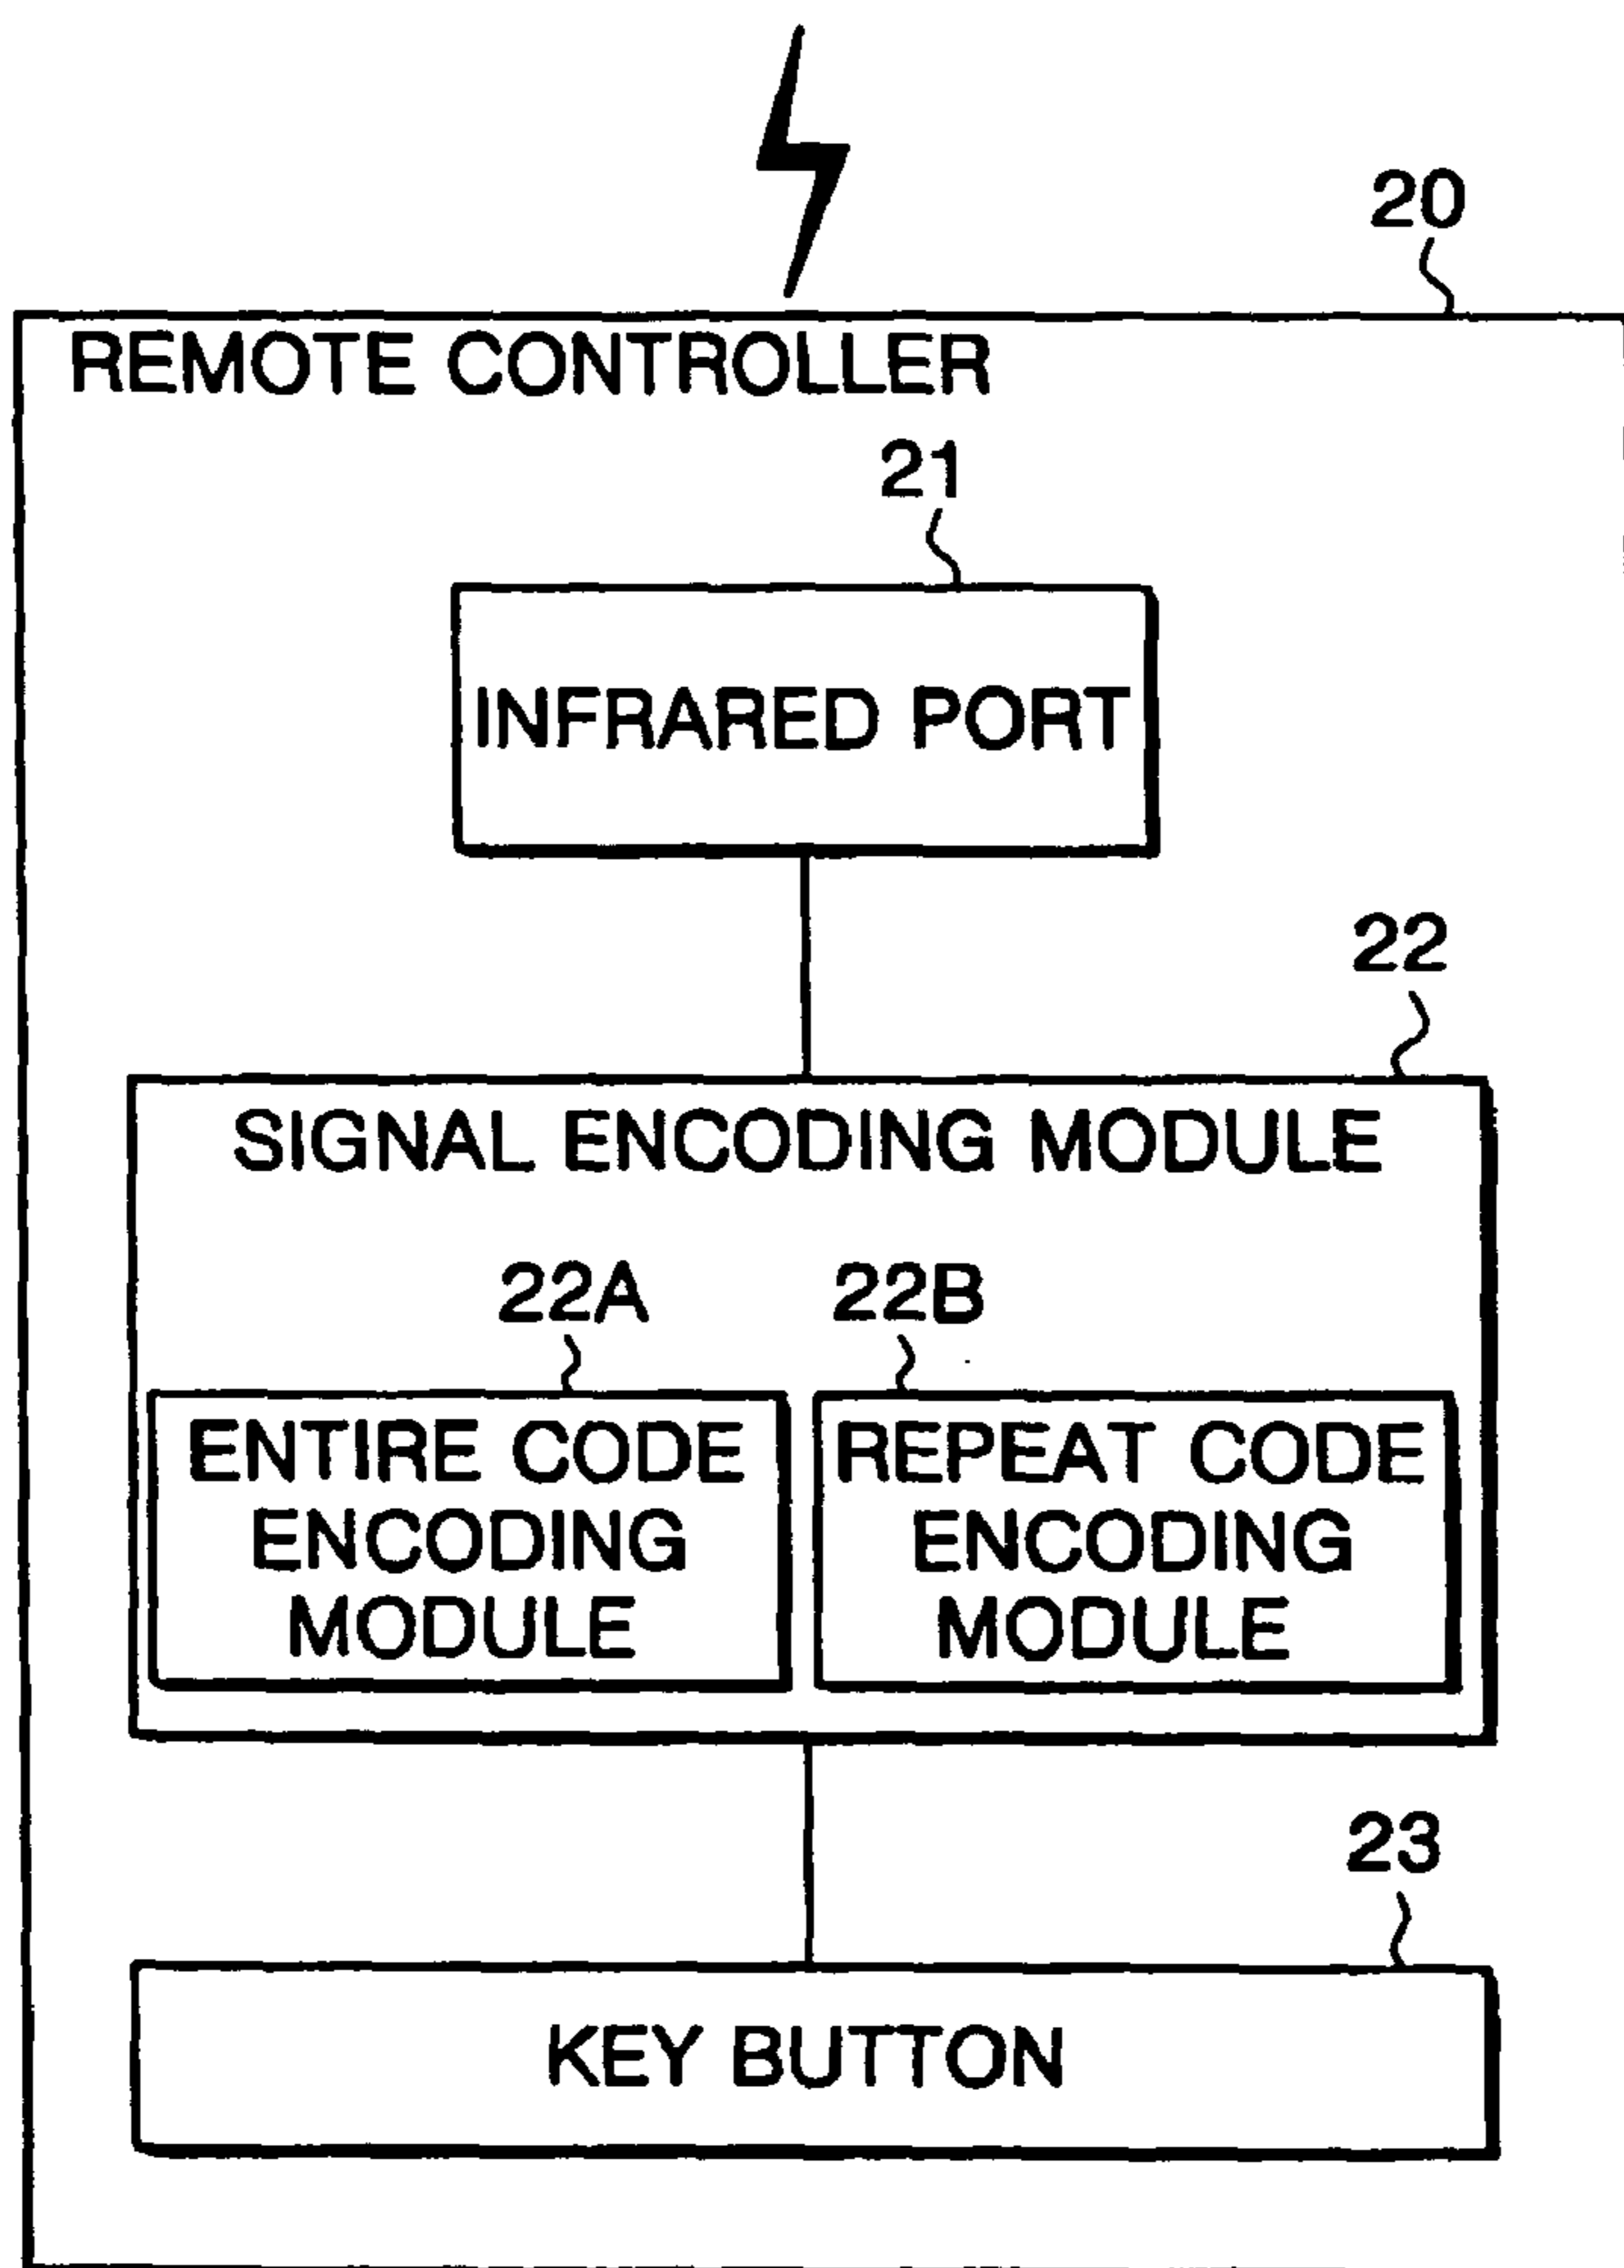 20
REMOTE CONTROLLER
21
INFRARED PORT
22
SIGNAL ENCODING MODULE
22A
22B
ENTIRE CODE
ENCODING
MODULE
REPEAT CODE
ENCODING
MODULE
23
KEY BUTTON